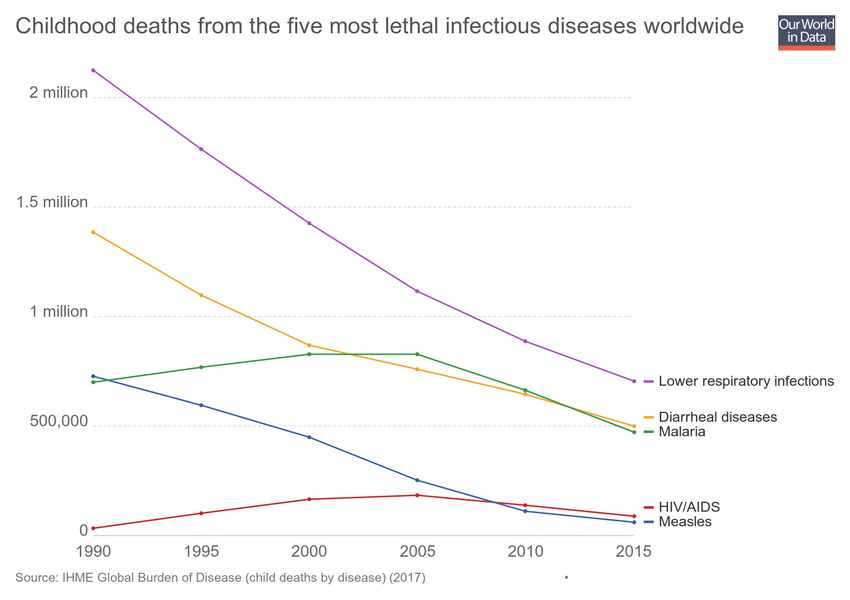 Childhood deaths from the five most lethal infectious diseases worldwide
Our World
in Data
2 million
1.5 million
1 million
500,000
0
Lower respiratory infections
Diarrheal diseases
Malaria
HIV/AIDS
Measles
1990 1995 2000 2005 2010 2015
Source: IHME Global Burden of Disease (child deaths by disease) (2017) •